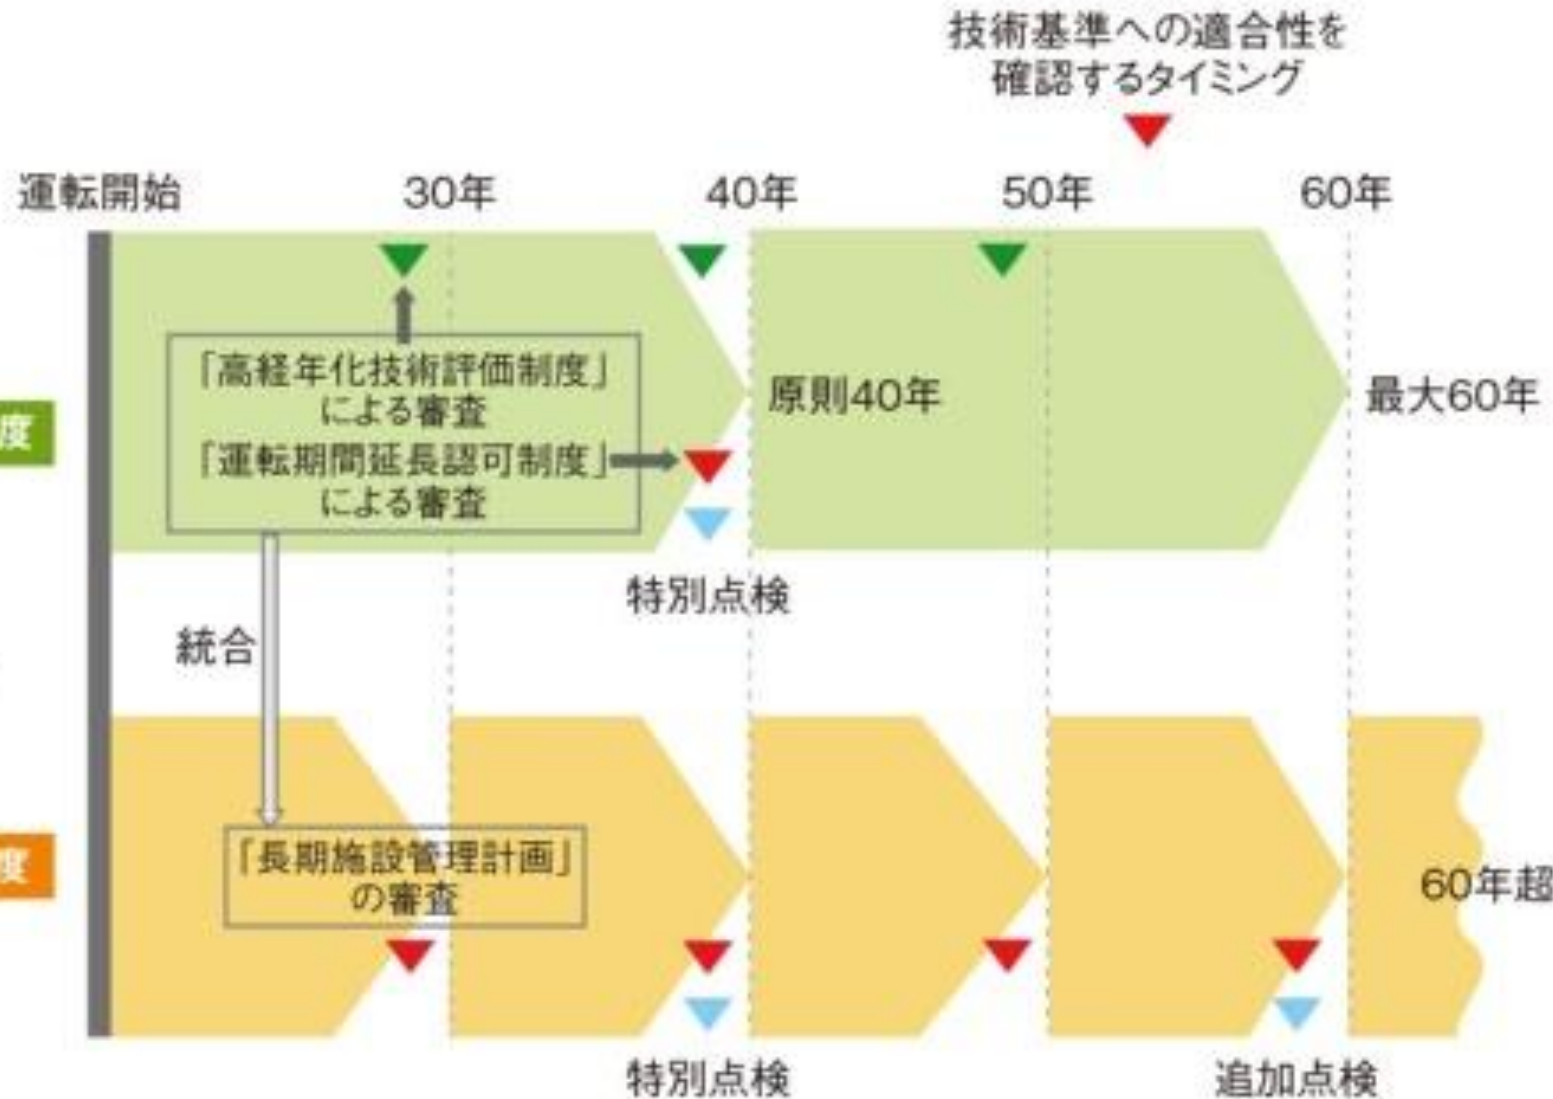 技術基準への適合性を
確認するタイミング
運転開始
30年
40年
50年
60年
「高経年化技術評価制度」
による審査
「運転期間延長認可制度」
による審査
原則40年
最大60年
度
特別点検
統合
「長期施設管理計画」
の審査
度
60年超
特別点検
追加点検